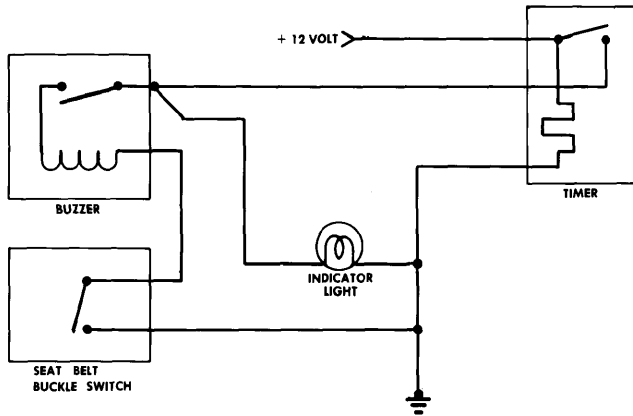 + 12 VOLT
BUZZER
TIMER
INDICATOR
LIGHT
SEAT BELT
BUCKLE SWITCH